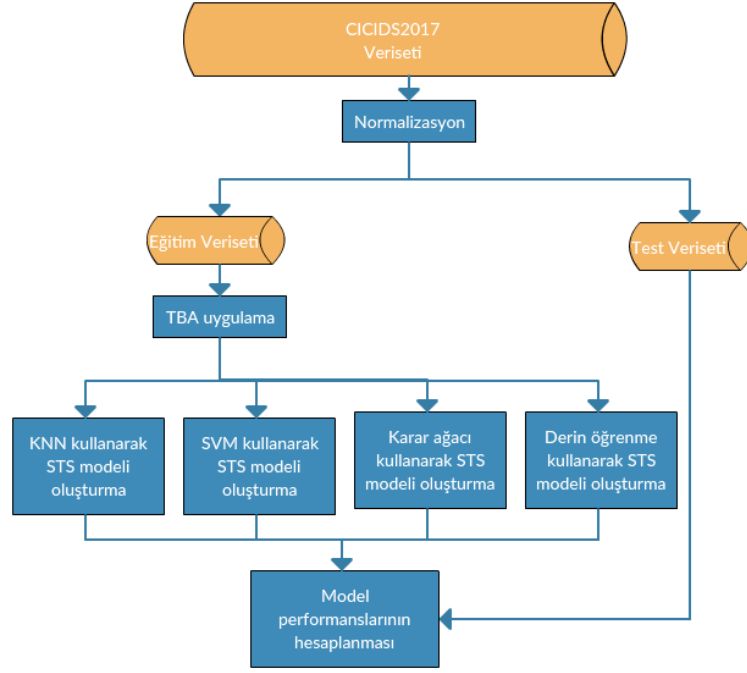 CICIDS2017
Veriseti
Normalizasyon
Eğitim Veriseti
Test Veriseti
TBA uygulama
KNN kullanarak
STS modeli
oluşturma
SVM kullanarak
STS modeli
oluşturma
Karar ağacı
kullanarak STS
modeli oluşturma
Derin öğrenme
kullanarak STS
modeli oluşturma
Model
performanslarının
hesaplanması